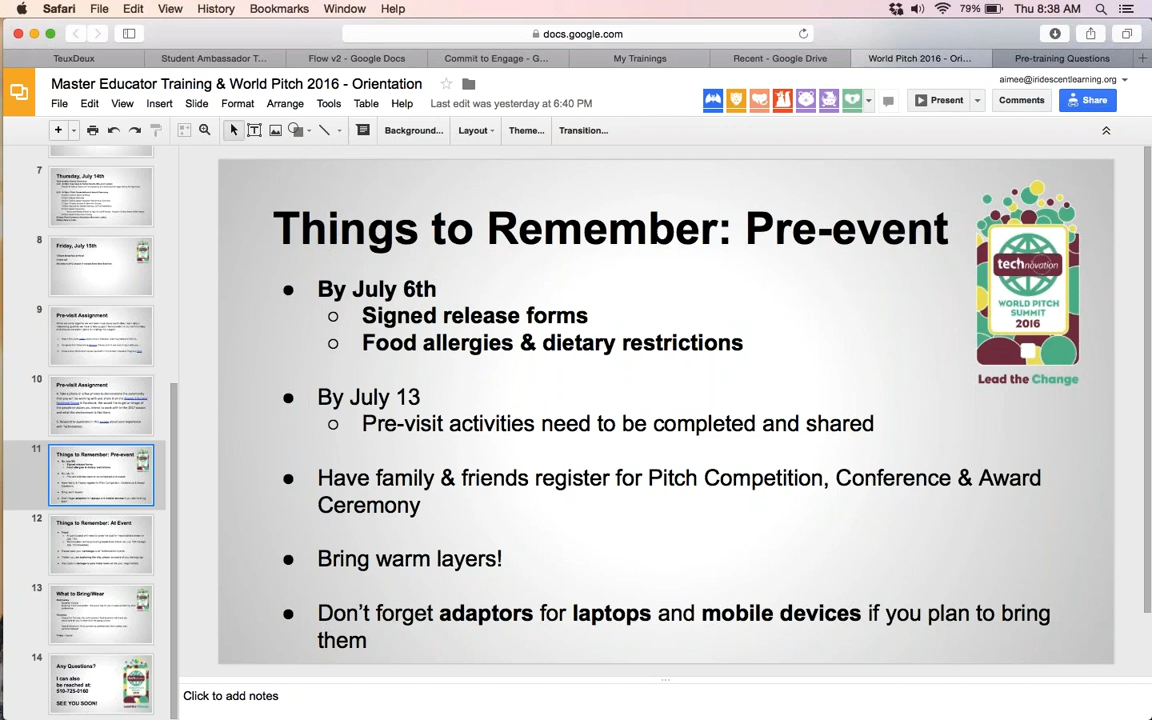 Safari File Edit View History Bookmarks Window Help 79% Thu 8:38 AM
docs.google.com
TeuxDeux Student Ambassador T... Flow v2 - Google Docs Commit to Engage - G... My Trainings Recent - Google Drive World Pitch 2016 - Ori... Pre-training Questions
Master Educator Training & World Pitch 2016 - Orientation
aimee@iridescentlearning.org
File Edit View Insert Slide Format Arrange Tools Table Help Last edit was yesterday at 6:40 PM
Present Comments Share
Background... Layout Theme... Transition...
7
Thursday, July 14th
8
Friday, July 15th
9
Pre-visit Assignment
10
Pre-visit Assignment
11
Things to Remember: Pre-event
12
Things to Remember: At Event
13
What to Bring/Wear
14
Any Questions?
I can also
be reached at:
510-725-0160
SEE YOU SOON!
Things to Remember: Pre-event
● By July 6th
○ Signed release forms
○ Food allergies & dietary restrictions
● By July 13
○ Pre-visit activities need to be completed and shared
● Have family & friends register for Pitch Competition, Conference & Award
Ceremony
● Bring warm layers!
● Don't forget adaptors for laptops and mobile devices if you plan to bring
them
technovation
WORLD PITCH
SUMMIT
2016
Lead the Change
Click to add notes